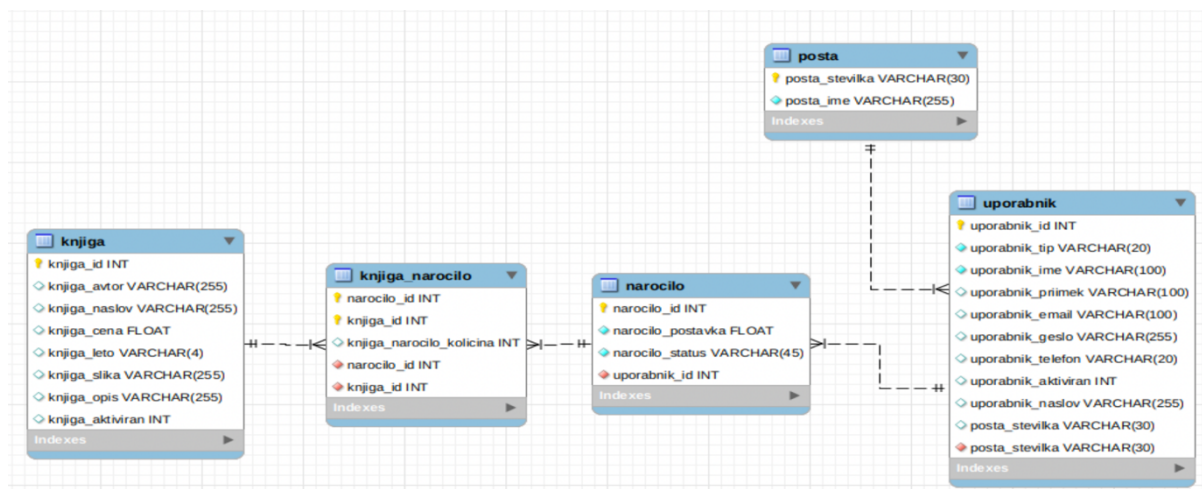 posta
posta_stevilka VARCHAR(30)
posta_ime VARCHAR(255)
Indexes
uporabnik
uporabnik_id INT
uporabnik_tip VARCHAR(20)
uporabnik_ime VARCHAR(100)
uporabnik_priimek VARCHAR(100)
uporabnik_email VARCHAR(100)
uporabnik_geslo VARCHAR(255)
uporabnik_telefon VARCHAR(20)
uporabnik_aktiviran INT
uporabnik_naslov VARCHAR(255)
posta_stevilka VARCHAR(30)
posta_stevilka VARCHAR(30)
Indexes
knjiga
knjiga_id INT
knjiga_avtor VARCHAR(255)
knjiga_naslov VARCHAR(255)
knjiga_cena FLOAT
knjiga_leto VARCHAR(4)
knjiga_slika VARCHAR(255)
knjiga_opis VARCHAR(255)
knjiga_aktiviran INT
Indexes
knjiga_narocilo
narocilo_id INT
knjiga_id INT
knjiga_narocilo_kolicina INT
narocilo_id INT
knjiga_id INT
Indexes
narocilo
narocilo_id INT
narocilo_postavka FLOAT
narocilo_status VARCHAR(45)
uporabnik_id INT
Indexes